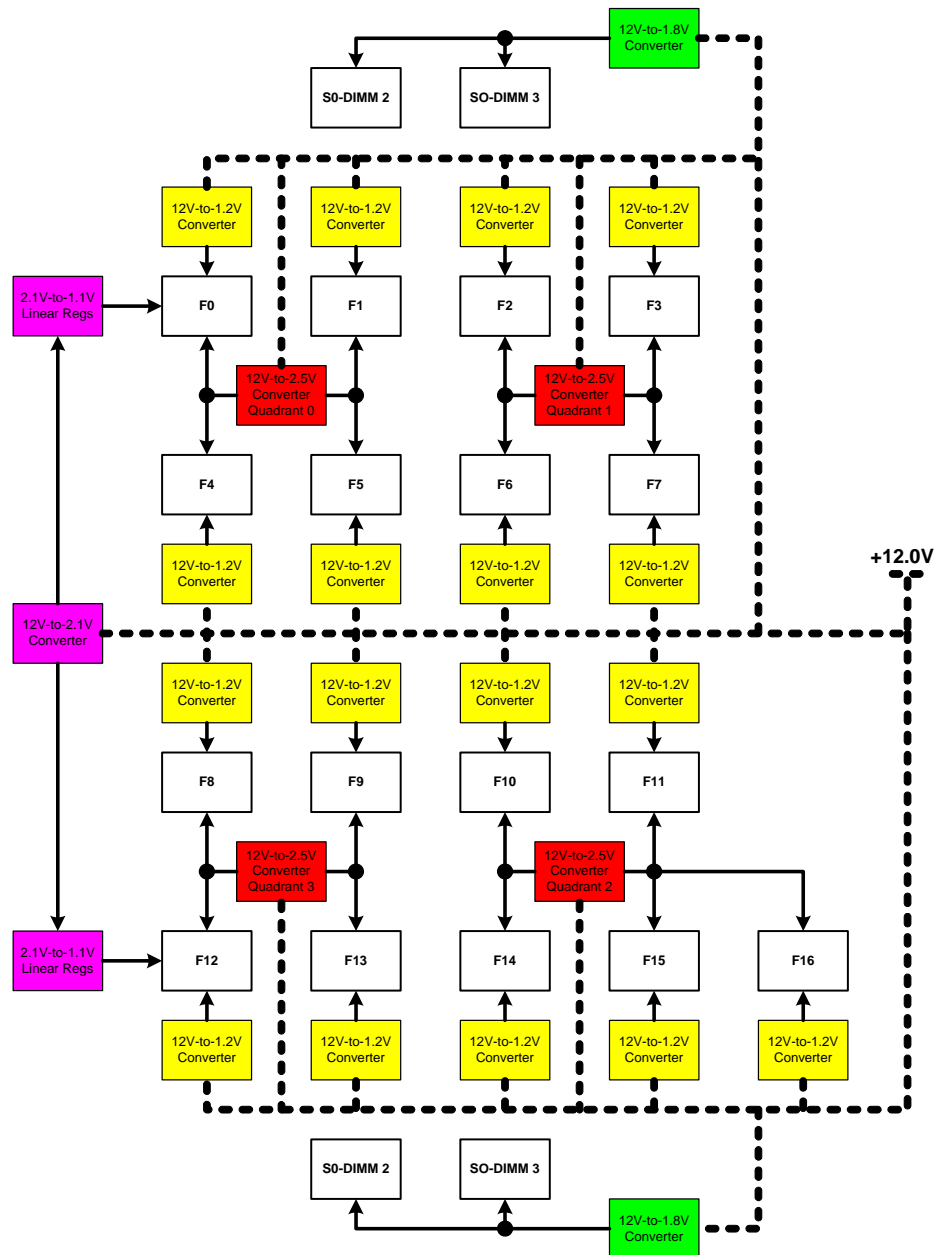 12V-to-1.8V
Converter
S0-DIMM 2
SO-DIMM 3
12V-to-1.2V
Converter
12V-to-1.2V
Converter
12V-to-1.2V
Converter
12V-to-1.2V
Converter
2.1V-to-1.1V
Linear Regs
F0
F1
F2
F3
12V-to-2.5V
Converter
Quadrant 0
12V-to-2.5V
Converter
Quadrant 1
F4
F5
F6
F7
12V-to-1.2V
Converter
12V-to-1.2V
Converter
12V-to-1.2V
Converter
12V-to-1.2V
Converter
+12.0V
12V-to-2.1V
Converter
12V-to-1.2V
Converter
12V-to-1.2V
Converter
12V-to-1.2V
Converter
12V-to-1.2V
Converter
F8
F9
F10
F11
12V-to-2.5V
Converter
Quadrant 3
12V-to-2.5V
Converter
Quadrant 2
2.1V-to-1.1V
Linear Regs
F12
F13
F14
F15
F16
12V-to-1.2V
Converter
12V-to-1.2V
Converter
12V-to-1.2V
Converter
12V-to-1.2V
Converter
12V-to-1.2V
Converter
S0-DIMM 2
SO-DIMM 3
12V-to-1.8V
Converter